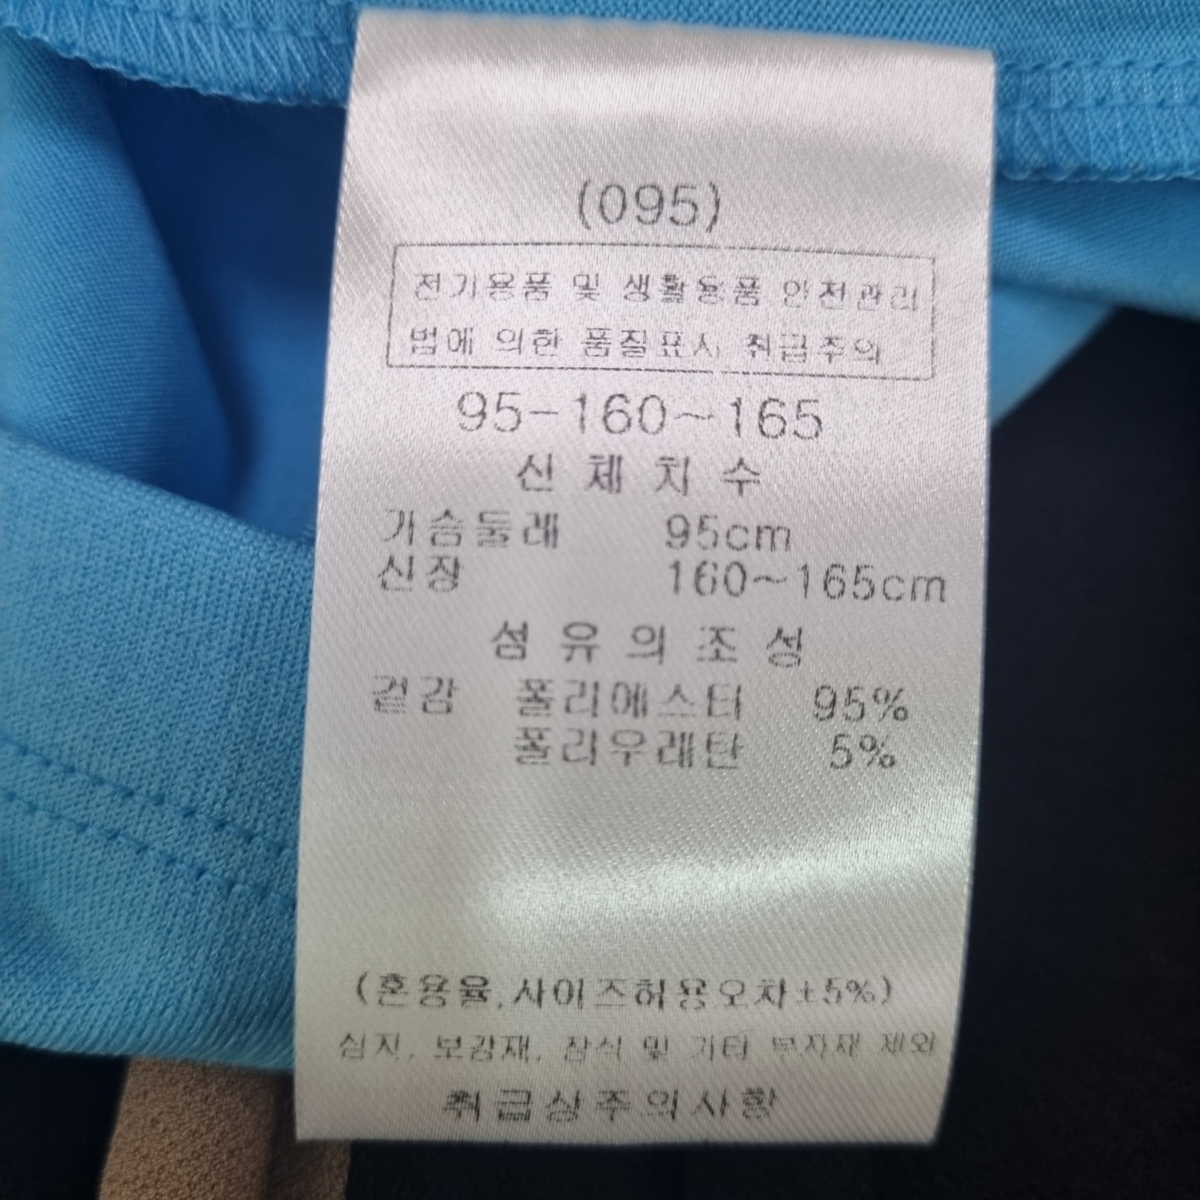 (095)
전기용품 및 생활용품 안전관리
법에 의한 품질표시 취급주의
95-160~165
신체치수
가슴둘레 95cm
신장 160~165cm
섬유의조성
겉감 폴리에스터 95%
폴리우레탄 5%
(혼용율,사이즈허용오차±5%)
심지, 보강재, 장식 및 기타 부자재 제외
취급상주의사항